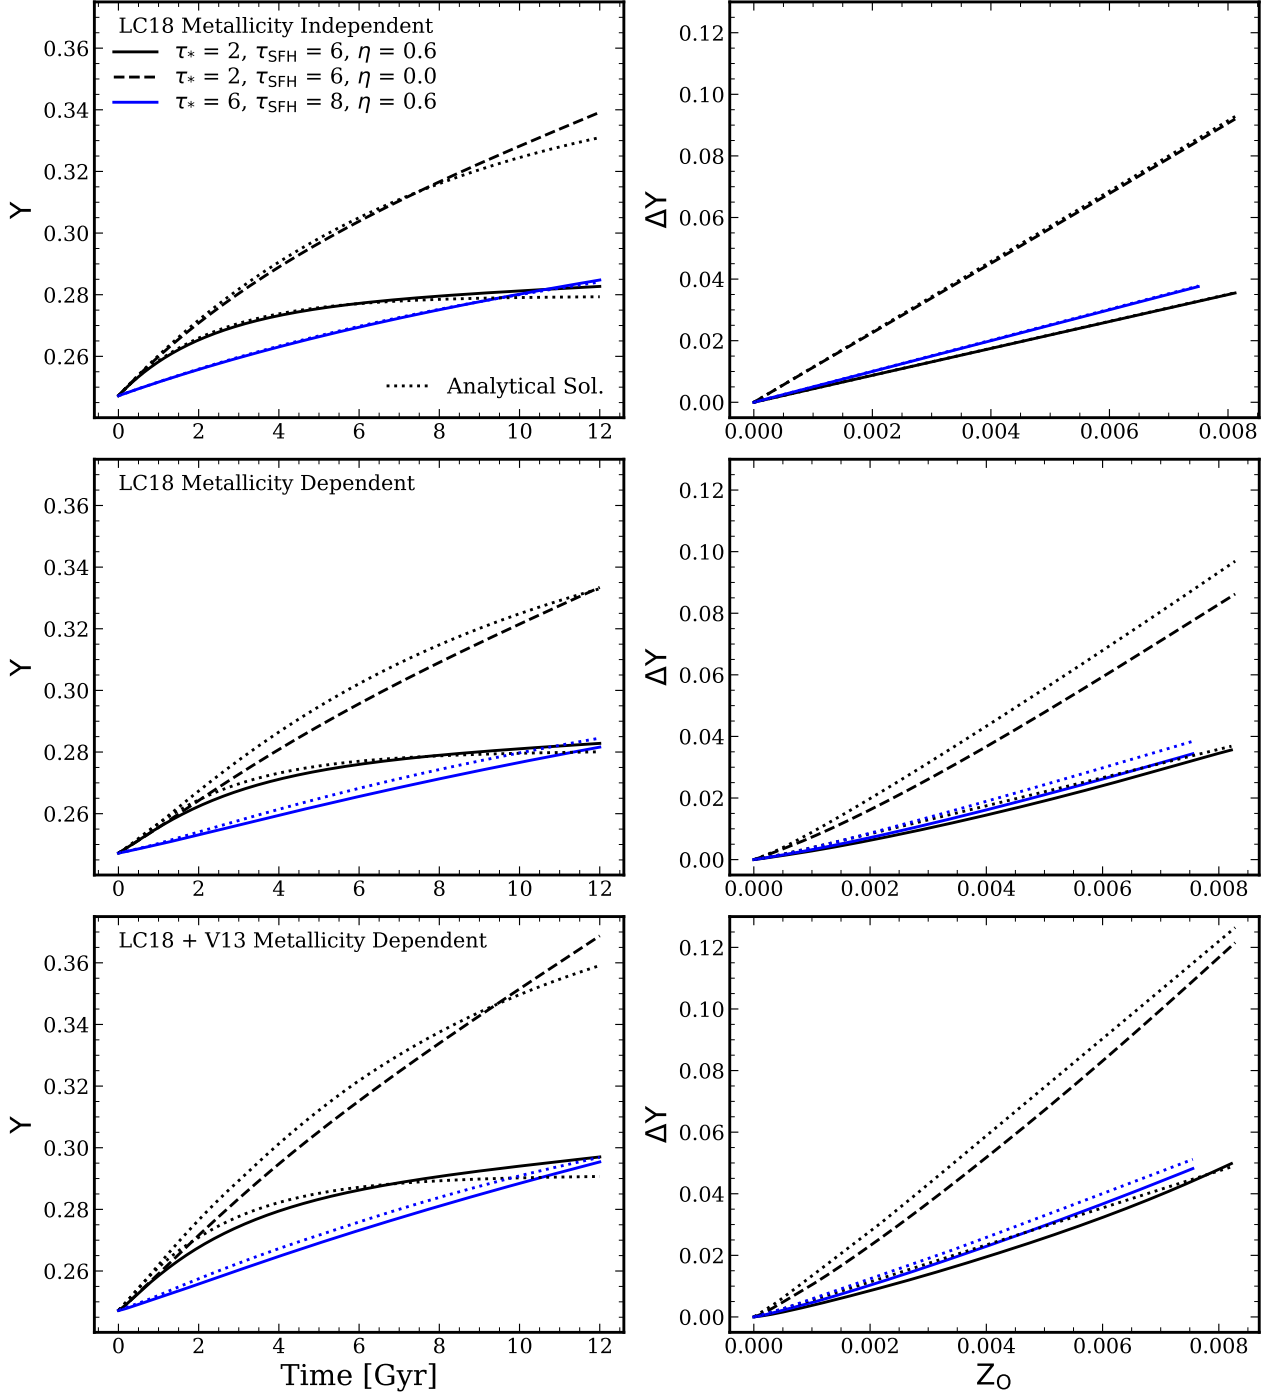 LC18 Metallicity Independent
τ* = 2, τSFH = 6, η = 0.6
τ* = 2, τSFH = 6, η = 0.0
τ* = 6, τSFH = 8, η = 0.6
Analytical Sol.
Y
0.36
0.34
0.32
0.30
0.28
0.26
0 2 4 6 8 10 12
ΔY
0.12
0.10
0.08
0.06
0.04
0.02
0.00
0.000 0.002 0.004 0.006 0.008
LC18 Metallicity Dependent
Y
0.36
0.34
0.32
0.30
0.28
0.26
0 2 4 6 8 10 12
ΔY
0.12
0.10
0.08
0.06
0.04
0.02
0.00
0.000 0.002 0.004 0.006 0.008
LC18 + V13 Metallicity Dependent
Y
0.36
0.34
0.32
0.30
0.28
0.26
0 2 4 6 8 10 12
Time [Gyr]
ΔY
0.12
0.10
0.08
0.06
0.04
0.02
0.00
0.000 0.002 0.004 0.006 0.008
ZO